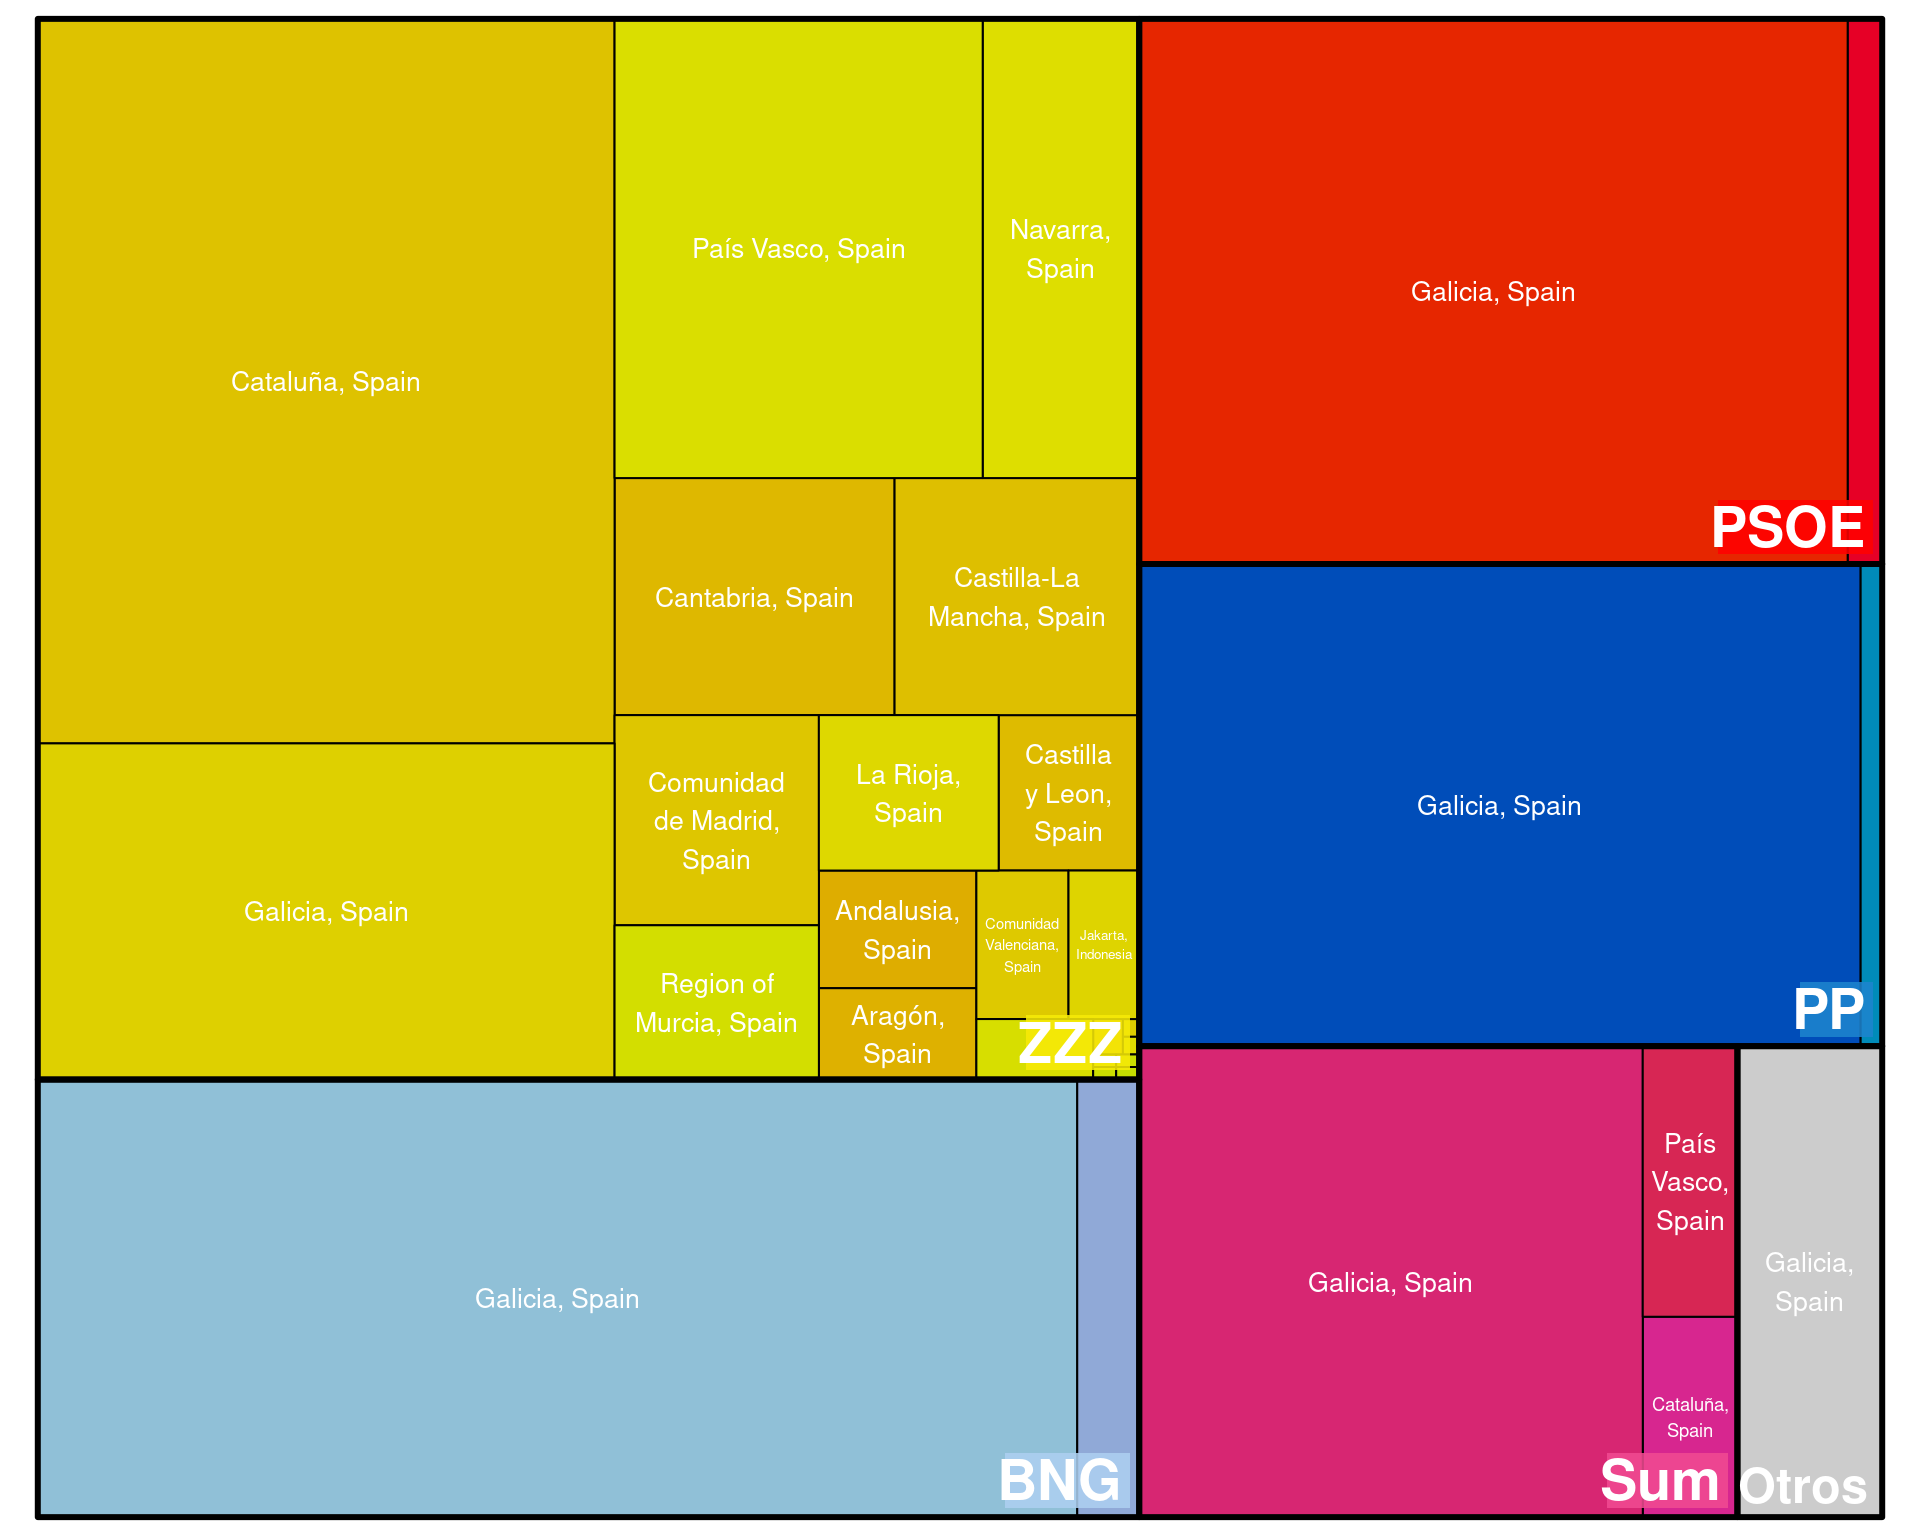 Cataluña, Spain
País Vasco, Spain
Navarra,
Spain
Cantabria, Spain
Castilla-La
Mancha, Spain
Galicia, Spain
Comunidad
de Madrid,
Spain
La Rioja,
Spain
Castilla
y Leon,
Spain
Region of
Murcia, Spain
Andalusia,
Spain
Aragón,
Spain
Comunidad
Valenciana,
Spain
Jakarta,
Indonesia
ZZZ
Galicia, Spain
BNG
Galicia, Spain
PSOE
Galicia, Spain
PP
Galicia, Spain
País
Vasco,
Spain
Cataluña,
Spain
Sum
Galicia,
Spain
Otros